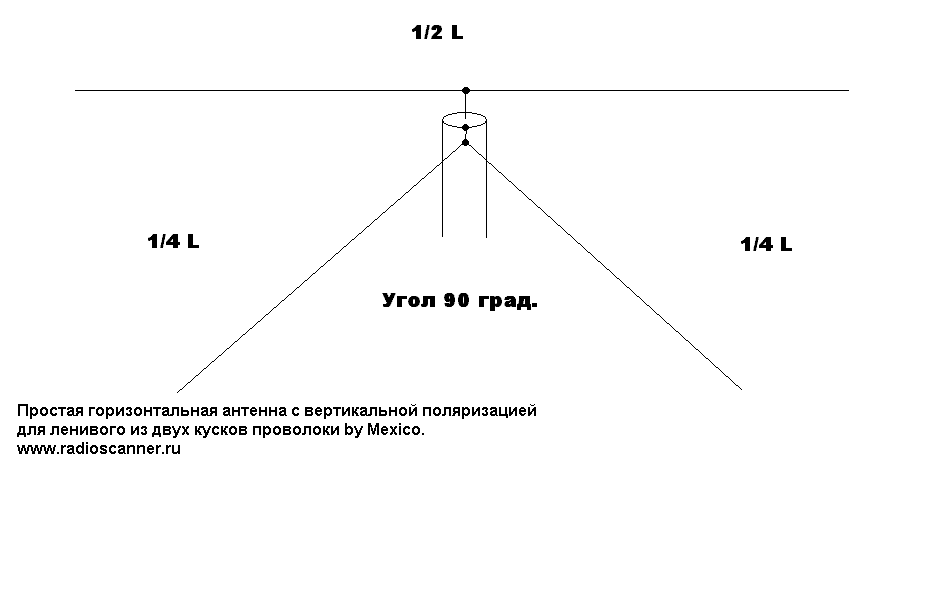 1/2 L
1/4 L
1/4 L
Угол 90 град.
Простая горизонтальная антенна с вертикальной поляризацией
для ленивого из двух кусков проволоки by Mexico.
www.radioscanner.ru